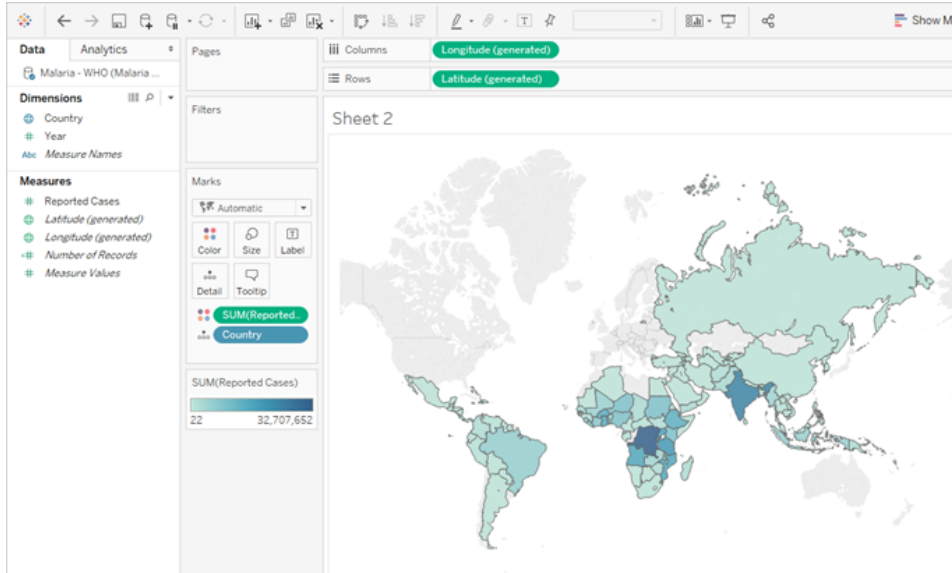 Show M
Data Analytics
Malaria - WHO (Malaria ...
Dimensions
Country
Year
Abc Measure Names
Measures
Reported Cases
Latitude (generated)
Longitude (generated)
Number of Records
Measure Values
Pages
Filters
Marks
Automatic
Color Size Label
Detail Tooltip
SUM(Reported..
Country
SUM(Reported Cases)
22 32,707,652
Columns Longitude (generated)
Rows Latitude (generated)
Sheet 2